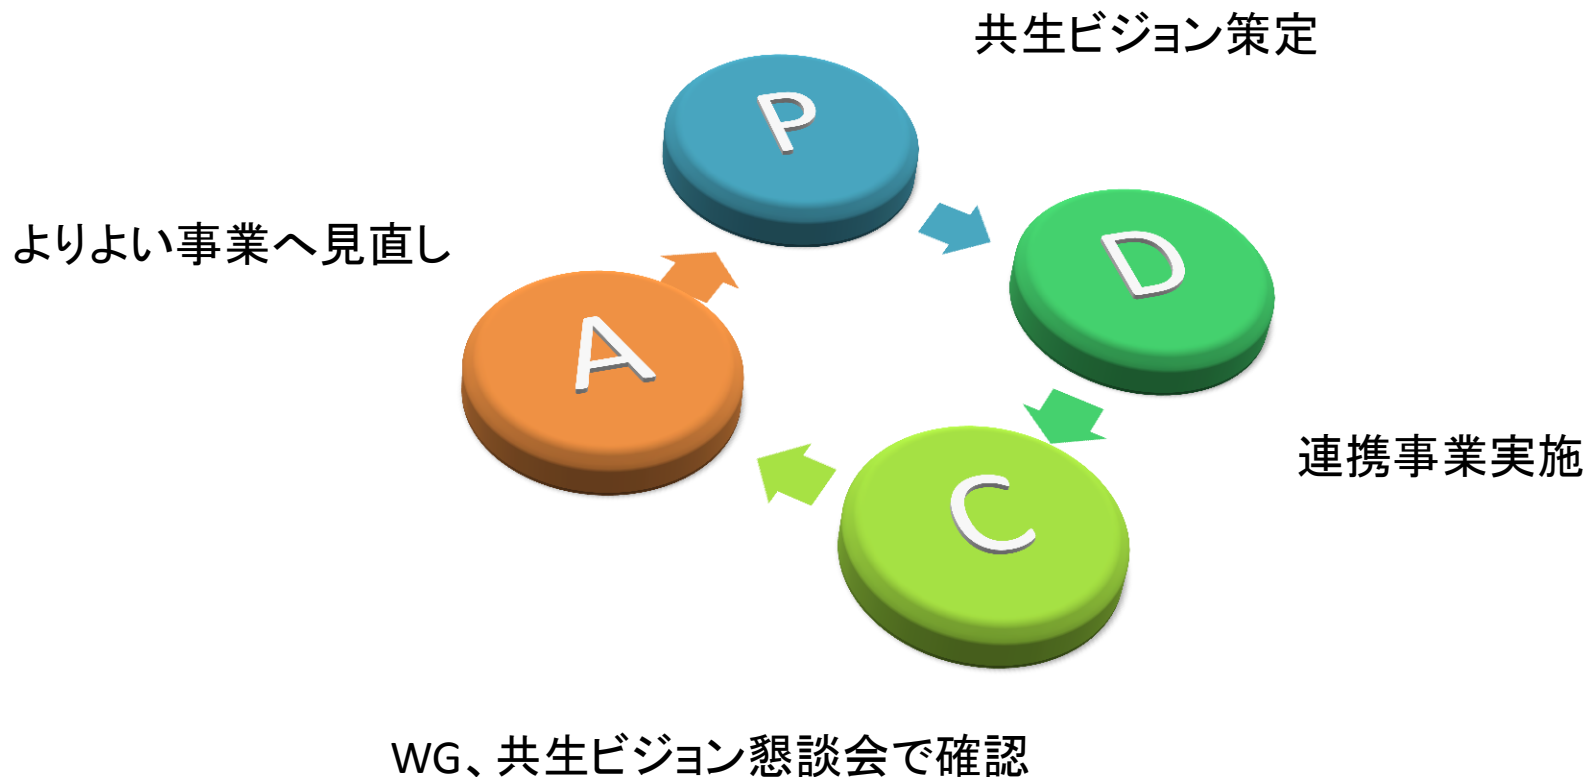 共生ビジョン策定
P
D
よりよい事業へ見直し
A
C
連携事業実施
WG、共生ビジョン懇談会で確認